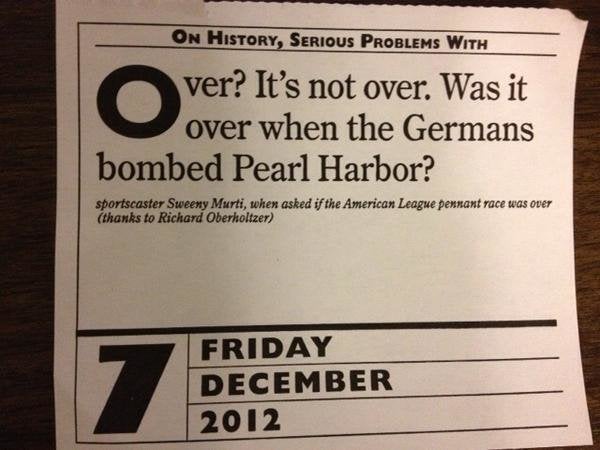 On History, Serious Problems With
Over? It's not over. Was it
over when the Germans
bombed Pearl Harbor?
sportscaster Sweeny Murti, when asked if the American League pennant race was over
(thanks to Richard Oberholtzer)
7
FRIDAY
DECEMBER
2012